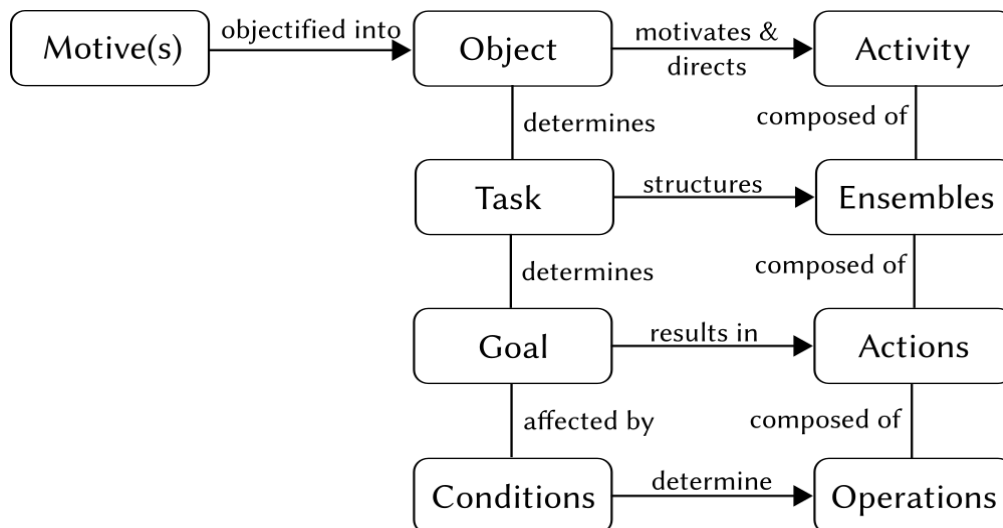 Motive(s)
objectified into
Object
motivates &
directs
Activity
determines
composed of
Task
structures
Ensembles
determines
composed of
Goal
results in
Actions
affected by
composed of
Conditions
determine
Operations